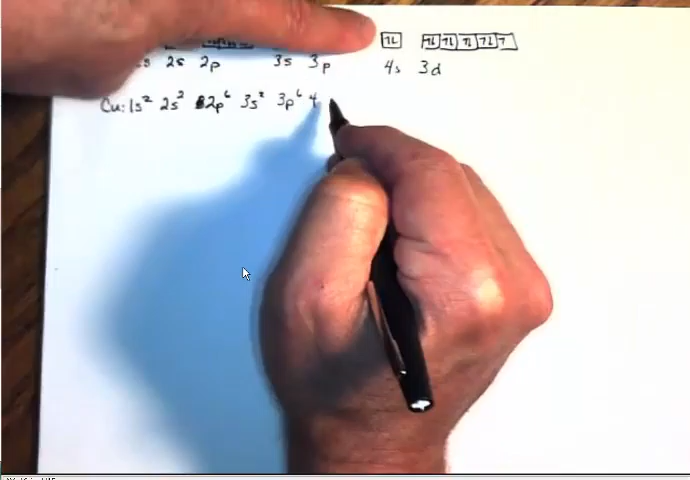 s 2s 2p 3s 3p 4s 3d
Cu: 1s² 2s² 2p⁶ 3s² 3p⁶ 4